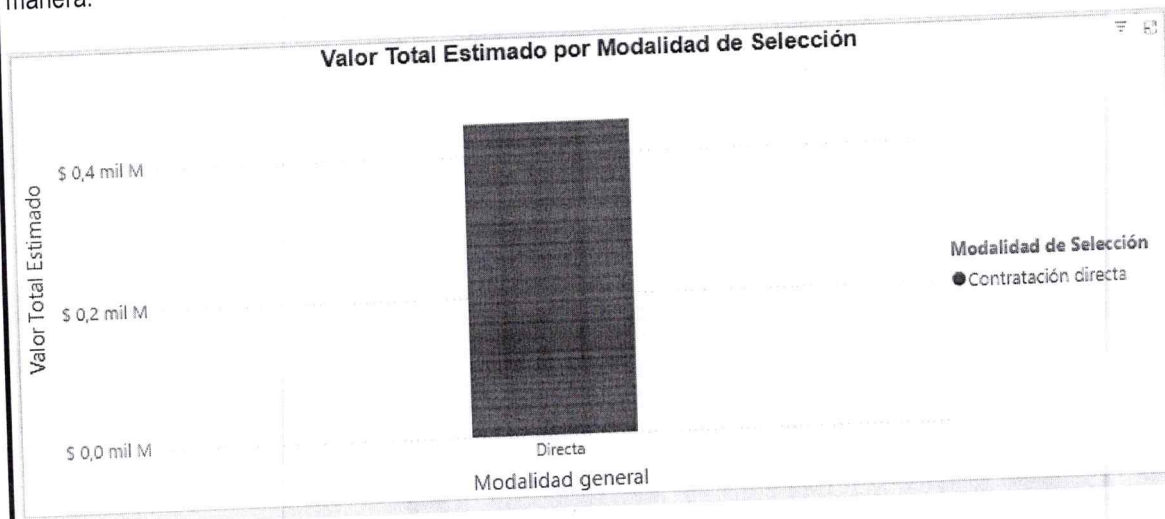 manera:
Valor Total Estimado por Modalidad de Selección
Valor Total Estimado
$ 0,4 mil M
$ 0,2 mil M
$ 0,0 mil M
Directa
Modalidad general
Modalidad de Selección
Contratación directa